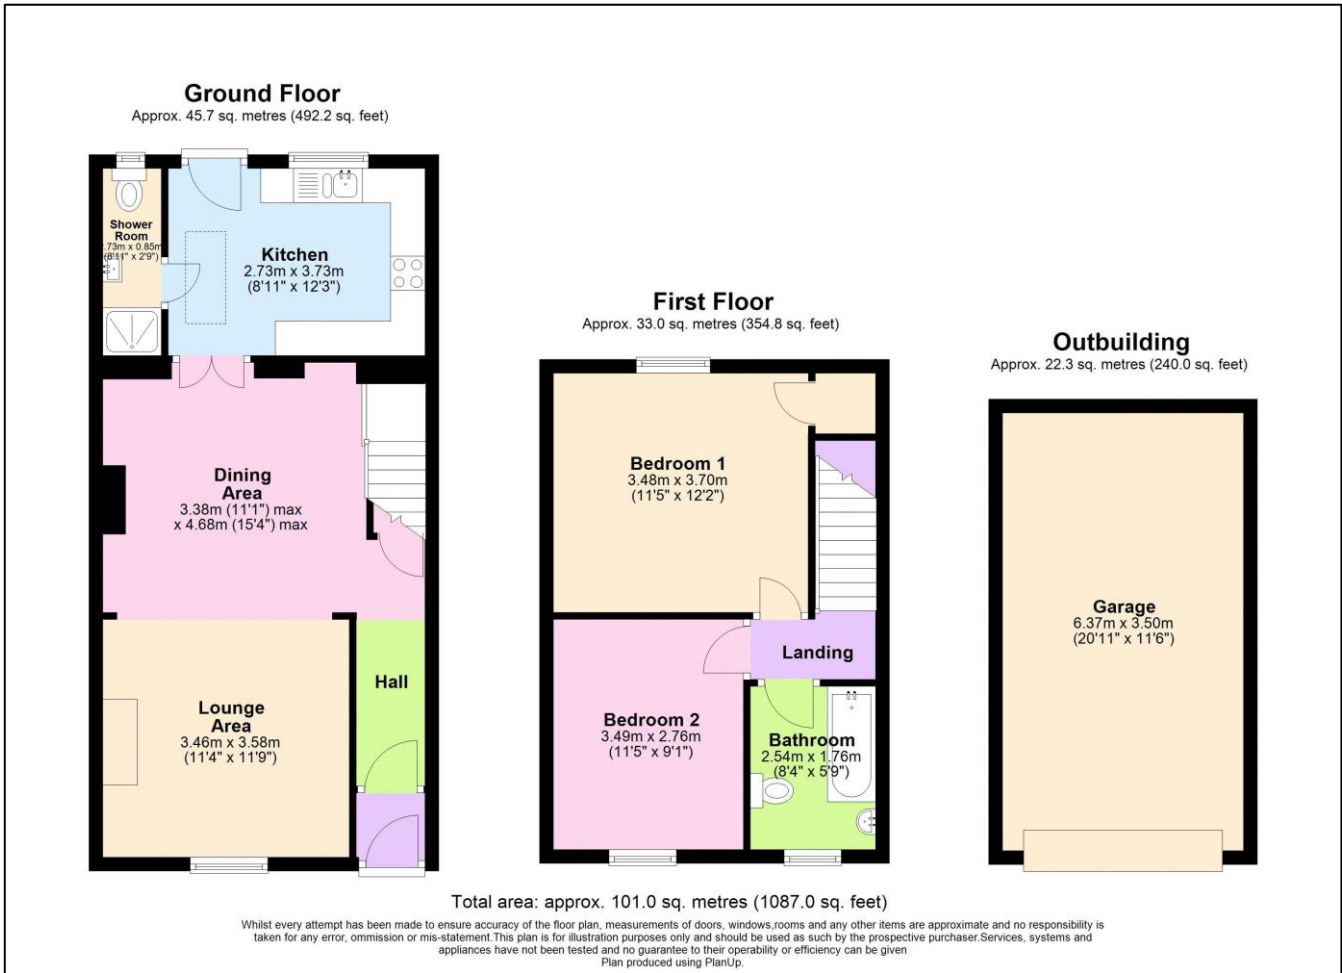 Ground Floor
Approx. 45.7 sq. metres (492.2 sq. feet)
Shower
Room
.73m x 0.85m
(8'11" x 2'9")
Kitchen
2.73m x 3.73m
(8'11" x 12'3")
Dining
Area
3.38m (11'1") max
x 4.68m (15'4") max
Lounge
Area
3.46m x 3.58m
(11'4" x 11'9")
Hall
First Floor
Approx. 33.0 sq. metres (354.8 sq. feet)
Bedroom 1
3.48m x 3.70m
(11'5" x 12'2")
Landing
Bedroom 2
3.49m x 2.76m
(11'5" x 9'1")
Bathroom
2.54m x 1.76m
(8'4" x 5'9")
Outbuilding
Approx. 22.3 sq. metres (240.0 sq. feet)
Garage
6.37m x 3.50m
(20'11" x 11'6")
Total area: approx. 101.0 sq. metres (1087.0 sq. feet)
Whilst every attempt has been made to ensure accuracy of the floor plan, measurements of doors, windows,rooms and any other items are approximate and no responsibility is
taken for any error, ommission or mis-statement.This plan is for illustration purposes only and should be used as such by the prospective purchaser.Services, systems and
appliances have not been tested and no guarantee to their operability or efficiency can be given
Plan produced using PlanUp.